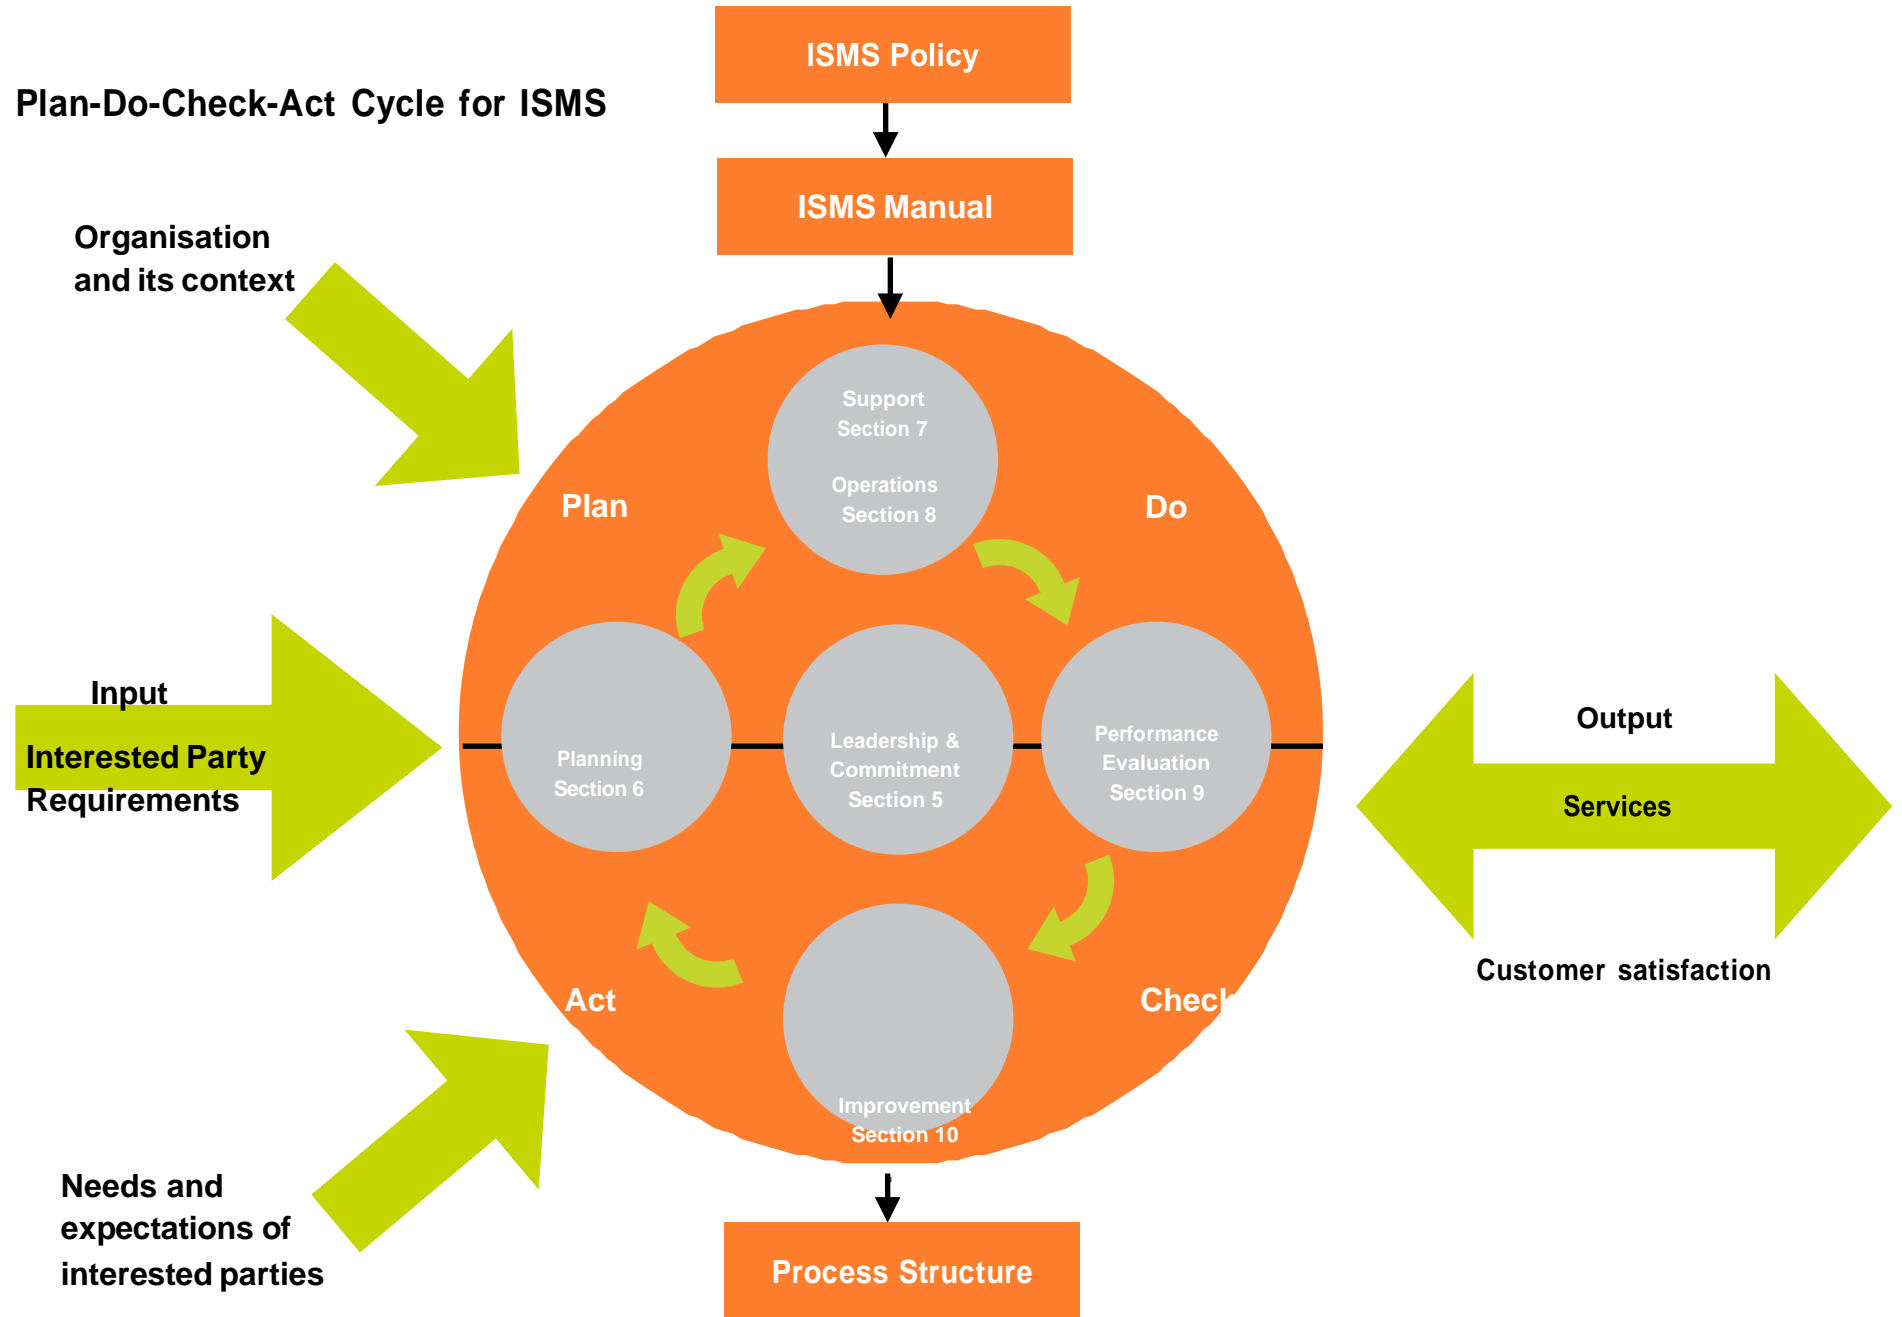 ISMS Policy
Plan-Do-Check-Act Cycle for ISMS
ISMS Manual
Organisation
and its context
Support
Section 7
Operations
Section 8
Plan
Do
Input
Interested Party
Requirements
Planning
Section 6
Leadership &
Commitment
Section 5
Performance
Evaluation
Section 9
Output
Services
Customer satisfaction
Act
Check
Improvement
Section 10
Needs and
expectations of
interested parties
Process Structure